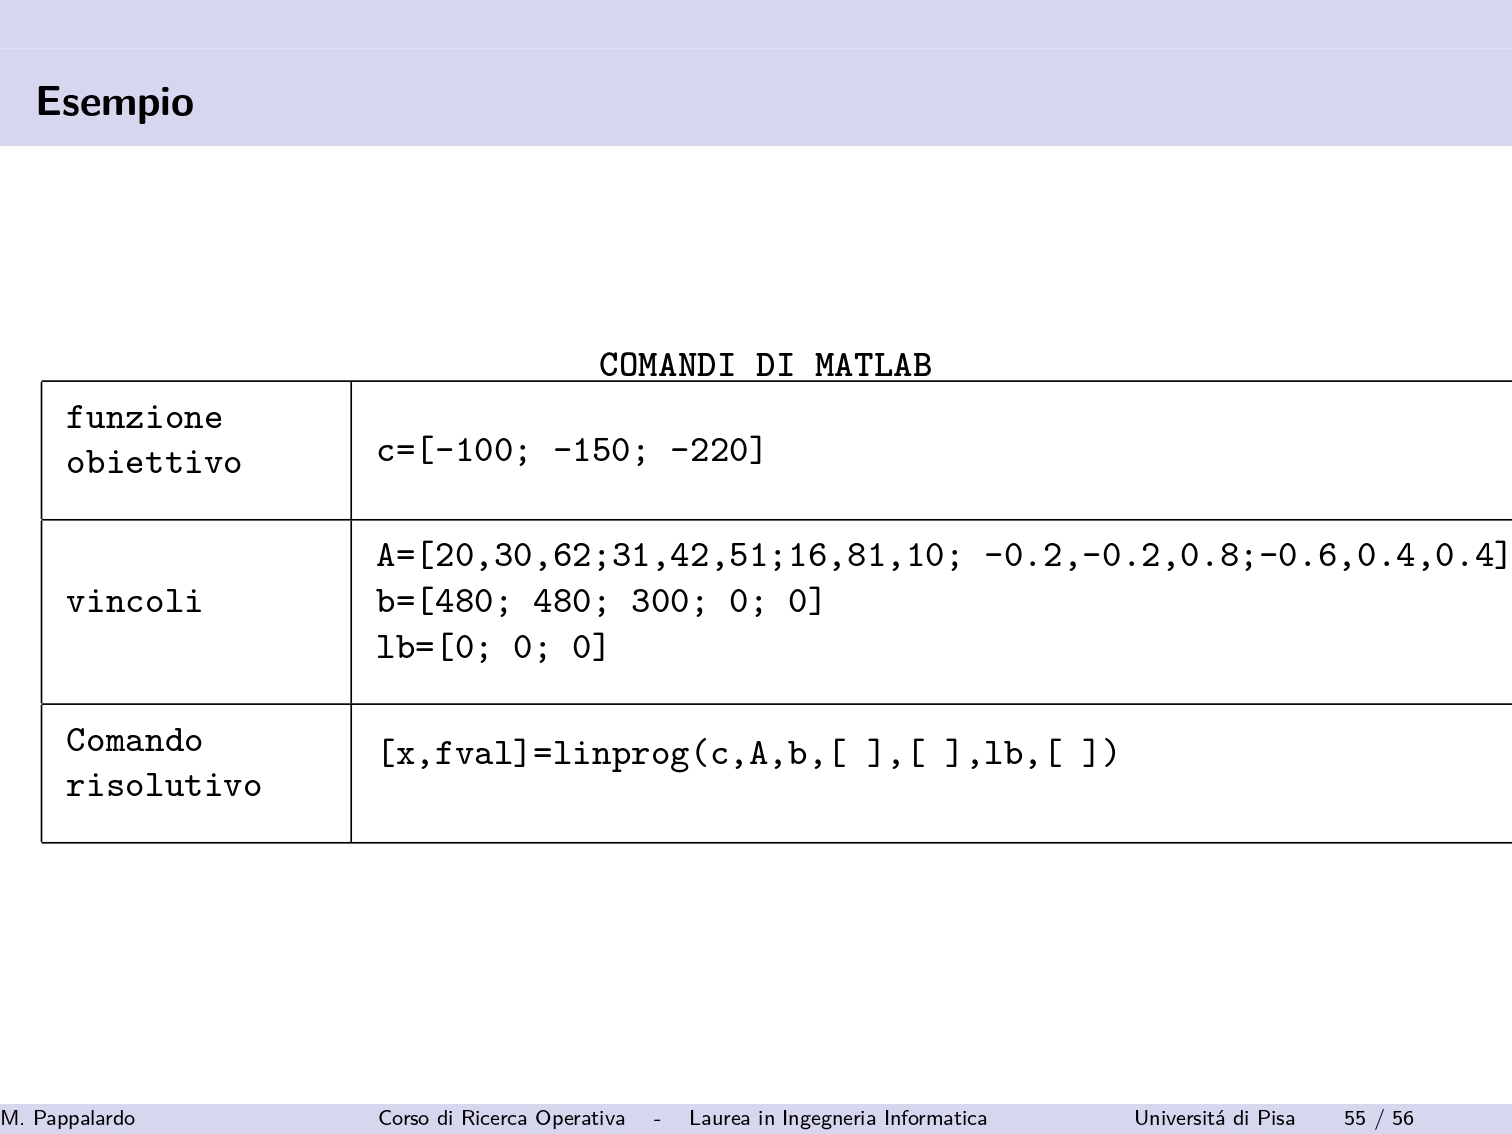 Esempio
COMANDI DI MATLAB
funzione
obiettivo
c=[-100; -150; -220]
vincoli
A=[20,30,62;31,42,51;16,81,10; -0.2,-0.2,0.8;-0.6,0.4,0.4]
b=[480; 480; 300; 0; 0]
lb=[0; 0; 0]
Comando
risolutivo
[x,fval]=linprog(c,A,b,[ ],[ ],lb,[ ])
M. Pappalardo Corso di Ricerca Operativa - Laurea in Ingegneria Informatica Universitá di Pisa 55 / 56